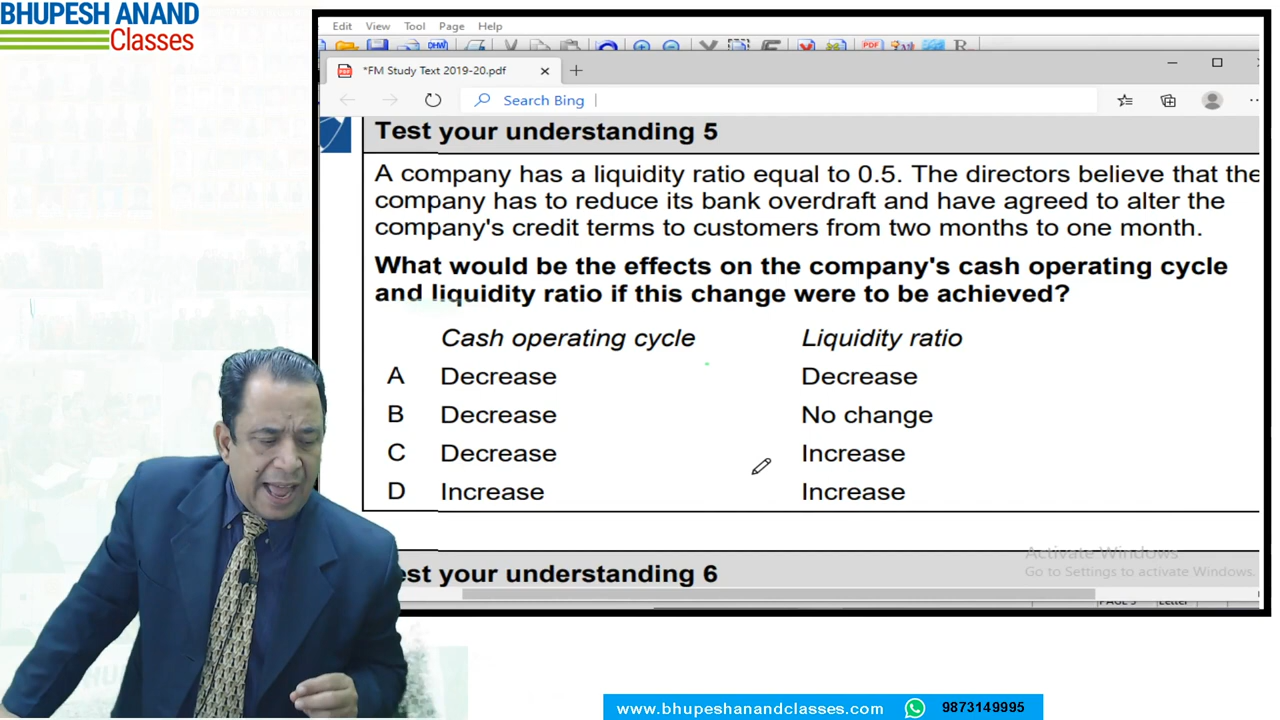 BHUPESH ANAND
Classes
Edit View Tool Page Help
*FM Study Text 2019-20.pdf
Search Bing
Test your understanding 5
A company has a liquidity ratio equal to 0.5. The directors believe that the
company has to reduce its bank overdraft and have agreed to alter the
company's credit terms to customers from two months to one month.
What would be the effects on the company's cash operating cycle
and liquidity ratio if this change were to be achieved?
Cash operating cycle Liquidity ratio
A Decrease Decrease
B Decrease No change
C Decrease Increase
D Increase Increase
Activate Windows
Go to Settings to activate Windows.
est your understanding 6
www.bhupeshanandclasses.com 9873149995